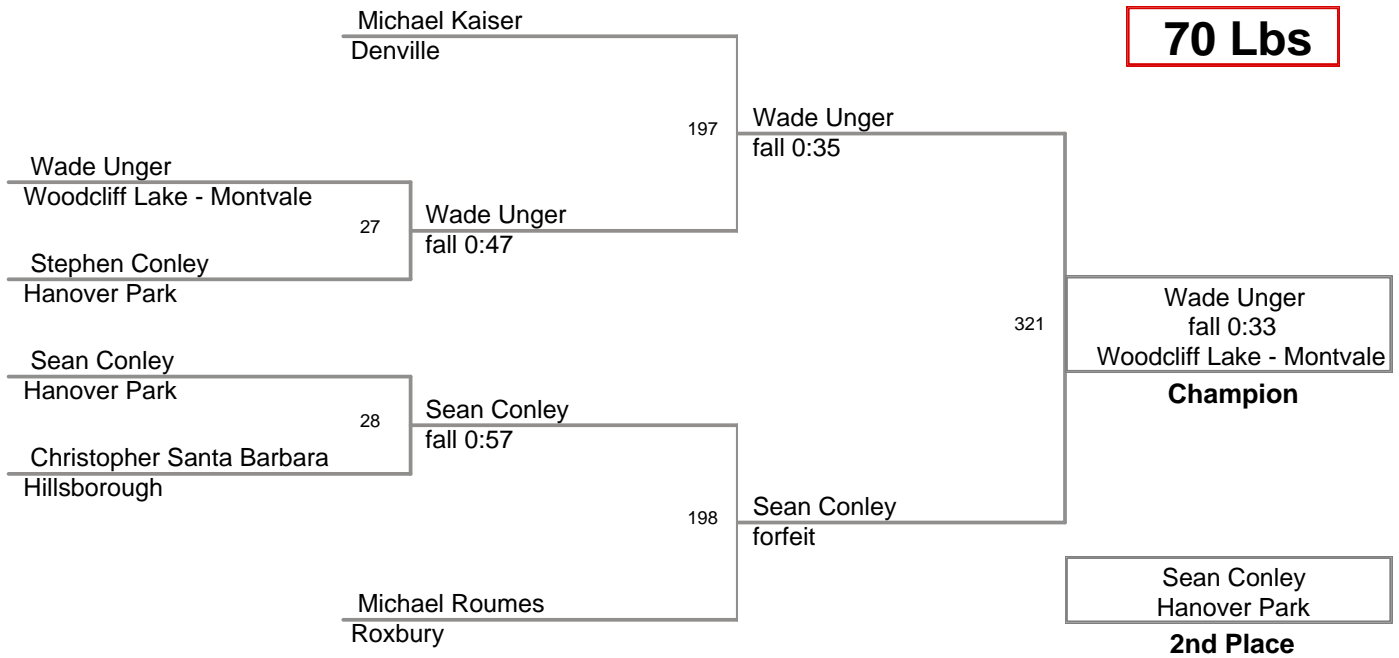 Michael Kaiser
Denville
70 Lbs
197
Wade Unger
fall 0:35
Wade Unger
Woodcliff Lake - Montvale
27
Wade Unger
fall 0:47
Stephen Conley
Hanover Park
321
Wade Unger
fall 0:33
Woodcliff Lake - Montvale
Champion
Sean Conley
Hanover Park
28
Sean Conley
fall 0:57
Christopher Santa Barbara
Hillsborough
198
Sean Conley
forfeit
Michael Roumes
Roxbury
Sean Conley
Hanover Park
2nd Place